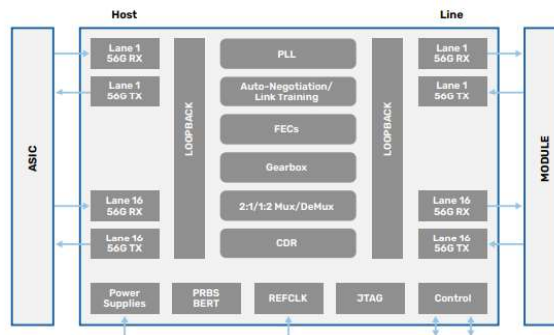 Host
Line
ASIC
Lane 1
56G RX
Lane 1
56G TX
Lane 16
56G RX
Lane 16
56G TX
LOOPBACK
PLL
Auto-Negotiation/
Link Training
FECs
Gearbox
2:1/1:2 Mux/DeMux
CDR
LOOPBACK
Lane 1
56G RX
Lane 1
56G TX
Lane 16
56G RX
Lane 16
56G TX
MODULE
Power
Supplies
PRBS
BERT
REFCLK
JTAG
Control